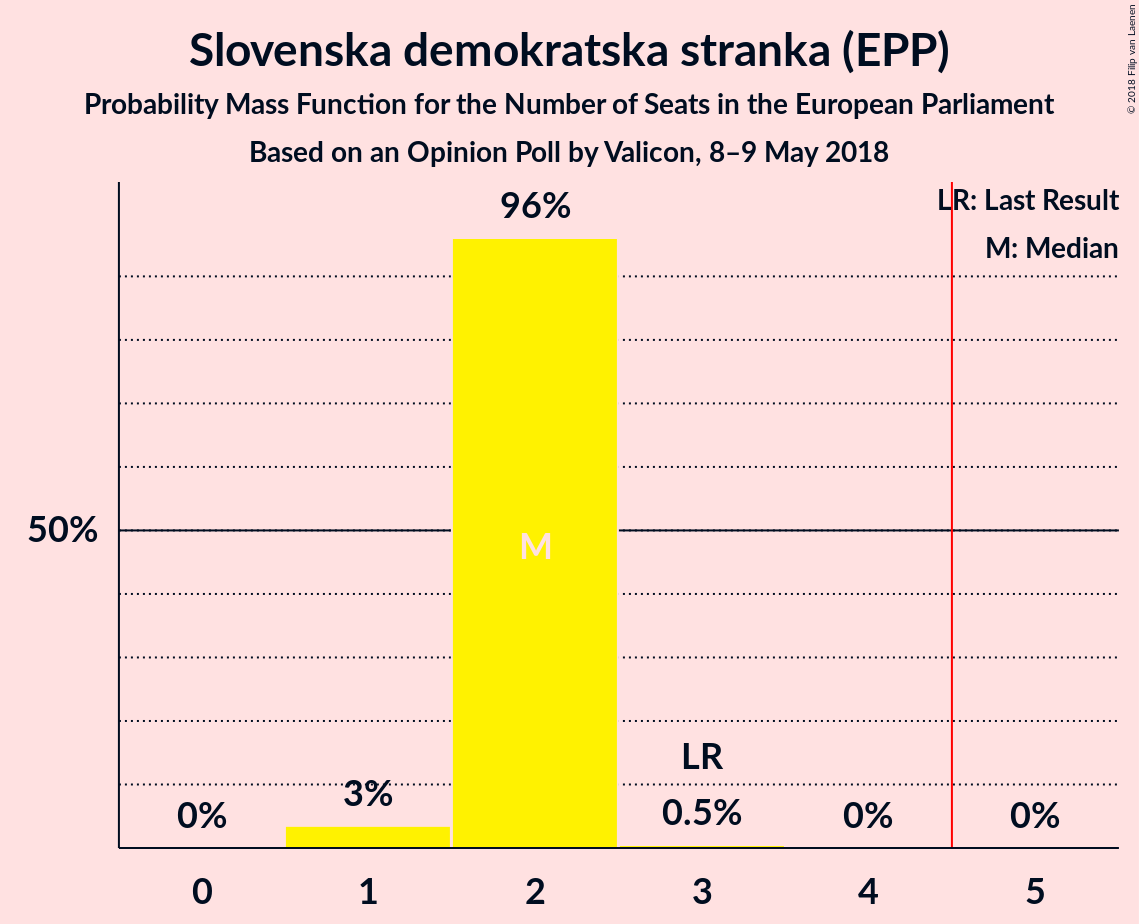 Slovenska demokratska stranka (EPP)
Probability Mass Function for the Number of Seats in the European Parliament
Based on an Opinion Poll by Valicon, 8–9 May 2018
© 2018 Filip van Laenen
LR: Last Result
M: Median
96%
50%
M
LR
3%
0%
0.5%
0%
0%
0 1 2 3 4 5